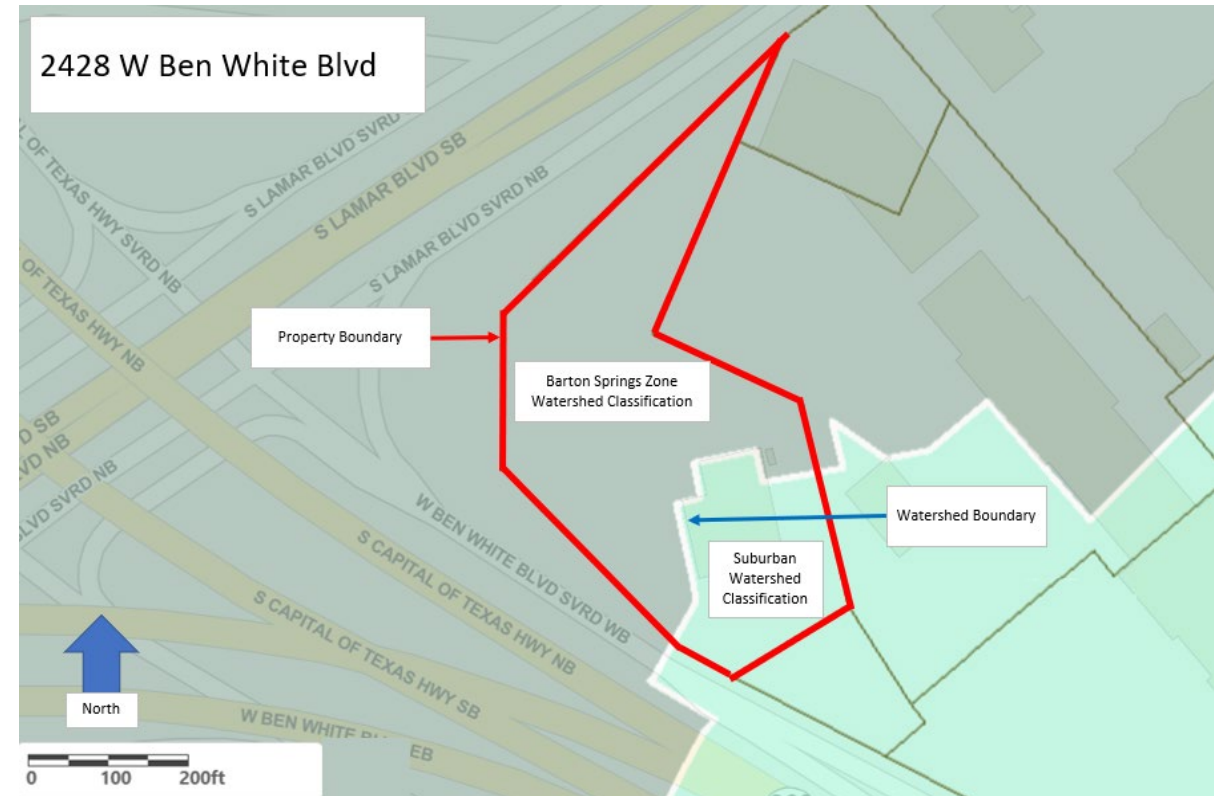 2428 W Ben White Blvd
S LAMAR BLVD SVRD
OF TEXAS HWY SVRD NB
S LAMAR BLVD SB
S LAMAR BLVD SVRD NB
OF TEXAS HWY NB
Property Boundary
Barton Springs Zone
Watershed Classification
SB
VD NB
SVRD NB
W BEN WHITE BLVD SVRD WB
Watershed Boundary
S CAPITAL OF TEXAS HWY NB
Suburban
Watershed
Classification
S CAPITAL OF TEXAS HWY SB
North
W BEN WHITE
EB
0 100 200ft